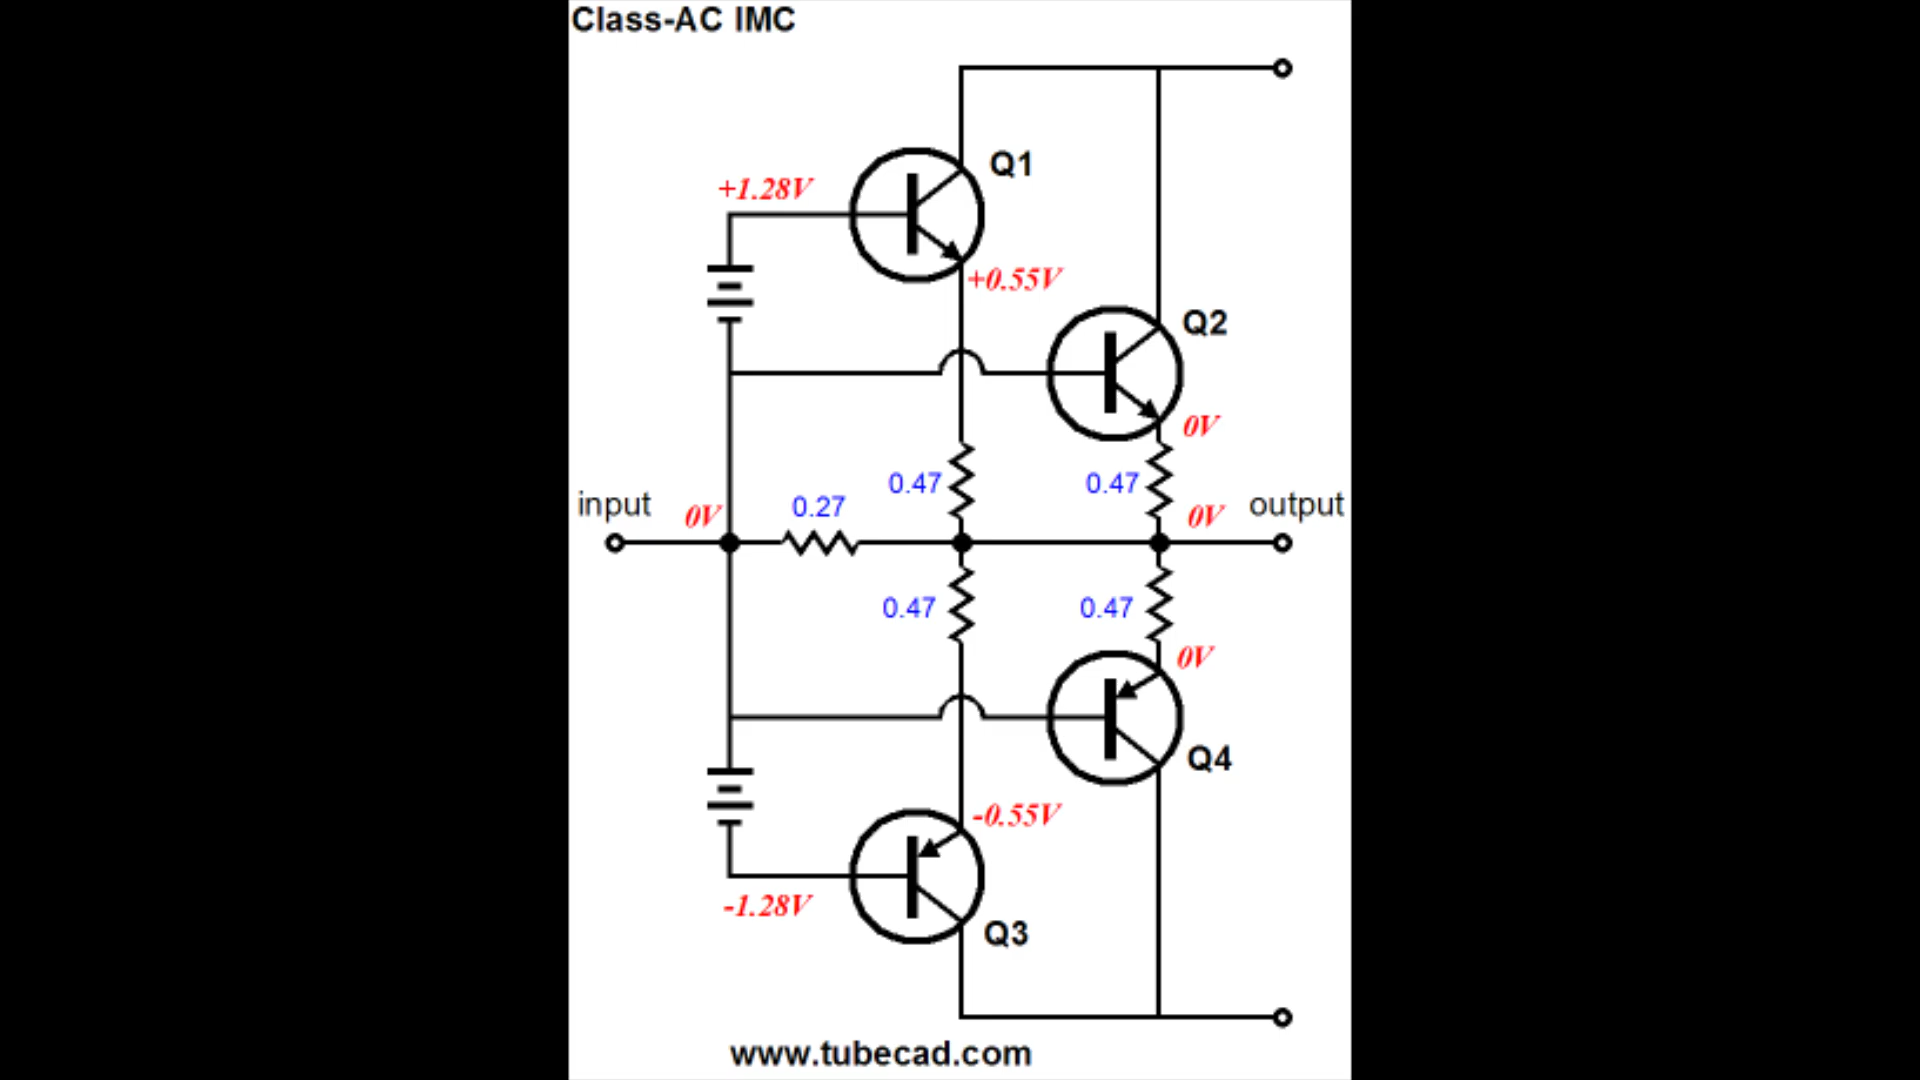 Class-AC IMC
Q1
+1.28V
+0.55V
Q2
0V
0.47
0.47
input
0V
0.27
0V
output
0.47
0.47
0V
Q4
-0.55V
-1.28V
Q3
www.tubecad.com